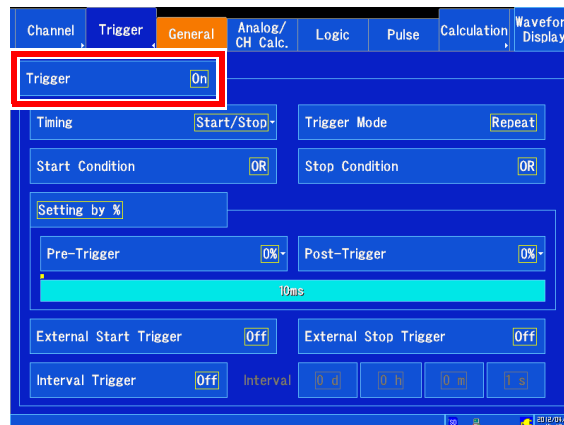 Channel Trigger General Analog/ CH Calc. Logic Pulse Calculation Wavefor Display
Trigger On
Timing Start/Stop Trigger Mode Repeat
Start Condition OR Stop Condition OR
Setting by %
Pre-Trigger 0% Post-Trigger 0%
10ms
External Start Trigger Off External Stop Trigger Off
Interval Trigger Off Interval 0 d 0 h 0 m 1 s
SD